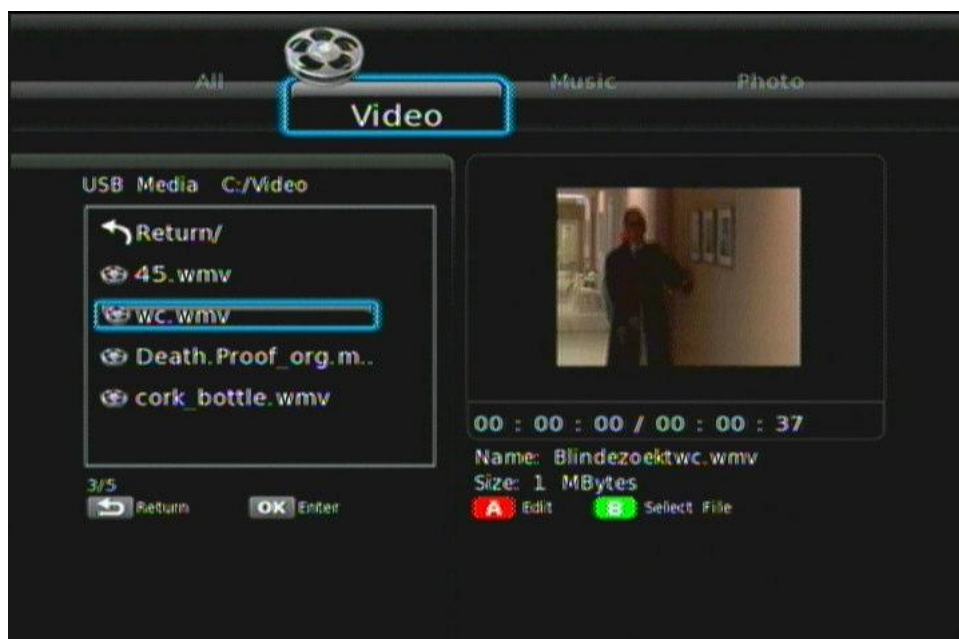 All
Video
Music
Photo
USB Media C:/Video
Return/
45.wmv
wc.wmv
Death.Proof_org.m..
cork_bottle.wmv
3/5
Return
OK Enter
00 : 00 : 00 / 00 : 00 : 37
Name: Blindezoektwc.wmv
Size: 1 MBytes
A Edit
B Select File